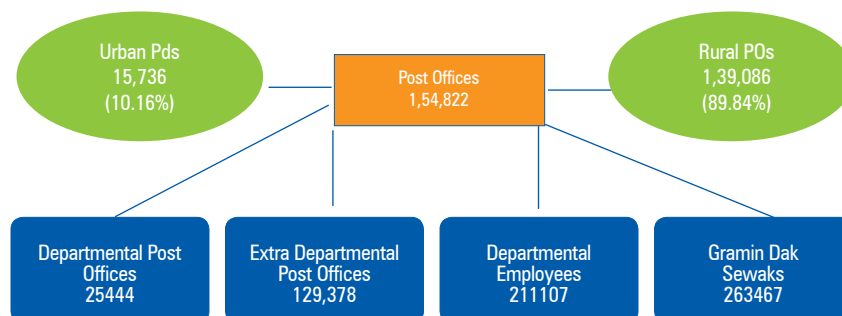 Urban Pds
15,736
(10.16%)
Post Offices
1,54,822
Rural POs
1,39,086
(89.84%)
Departmental Post
Offices
25444
Extra Departmental
Post Offices
129,378
Departmental
Employees
211107
Gramin Dak
Sewaks
263467